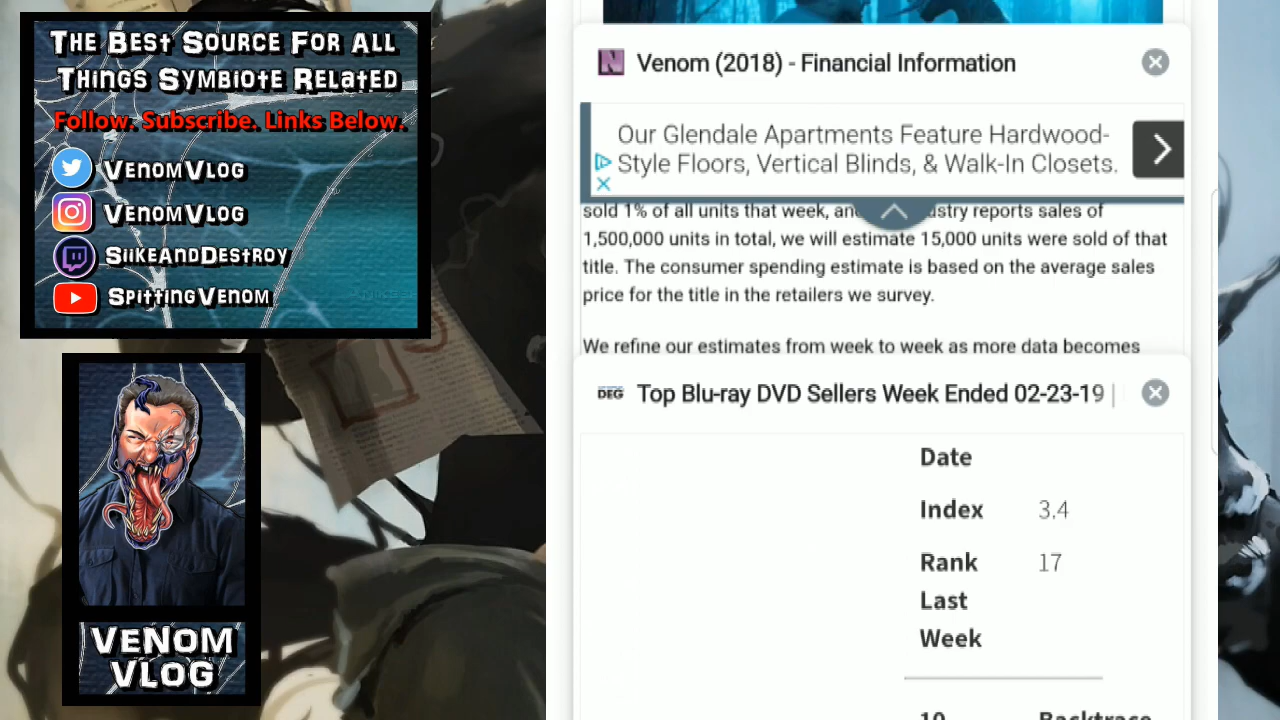 The Best Source For All
Things Symbiote Related
Follow. Subscribe. Links Below.
VenomVlog
VenomVlog
SiikeAndDestroy
SpittingVenom
VENOM
VLOG
N Venom (2018) - Financial Information
Our Glendale Apartments Feature Hardwood-
Style Floors, Vertical Blinds, & Walk-In Closets.
sold 1% of all units that week, and
1,500,000 units in total, we will estimate 15,000 units were sold of that
title. The consumer spending estimate is based on the average sales
price for the title in the retailers we survey.
We refine our estimates from week to week as more data becomes
DEG Top Blu-ray DVD Sellers Week Ended 02-23-19 |
Date
Index 3.4
Rank 17
Last
Week
10 Backtrace